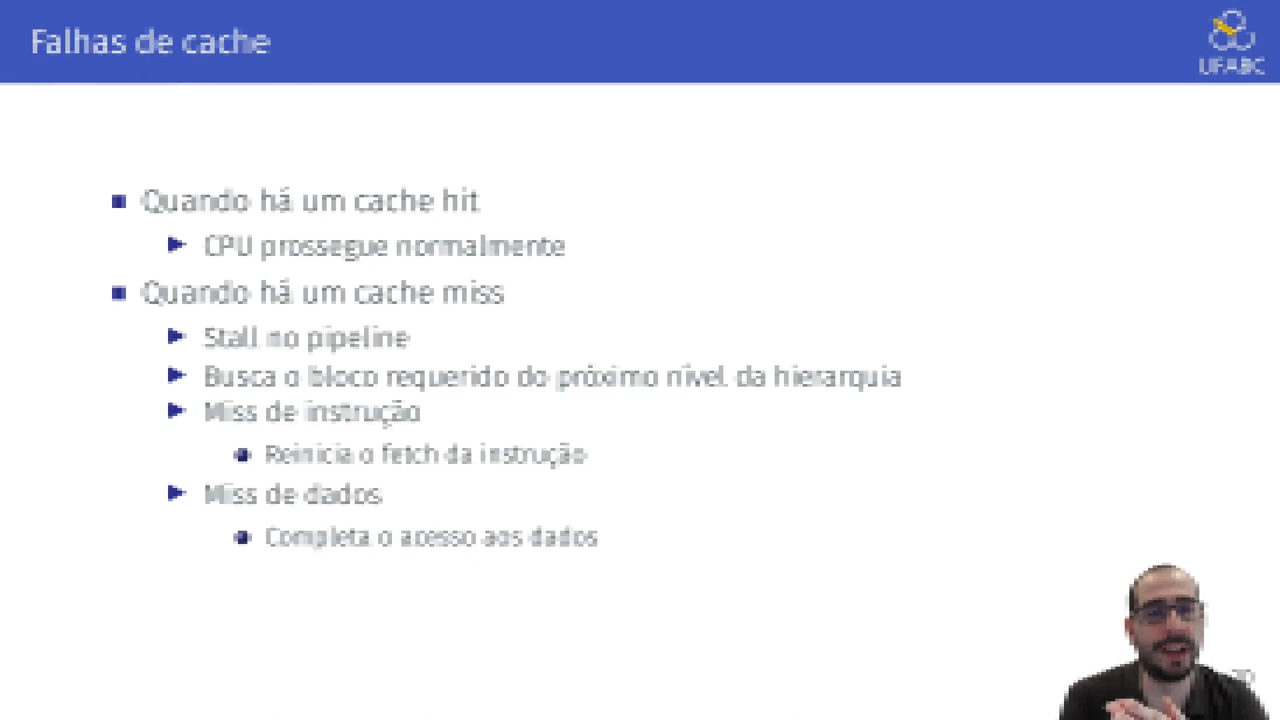 Falhas de cache
UFABC
Quando há um cache hit
CPU prossegue normalmente
Quando há um cache miss
Stall no pipeline
Busca o bloco requerido do próximo nível da hierarquia
Miss de instrução
Reinicia o fetch da instrução
Miss de dados
Completa o acesso aos dados